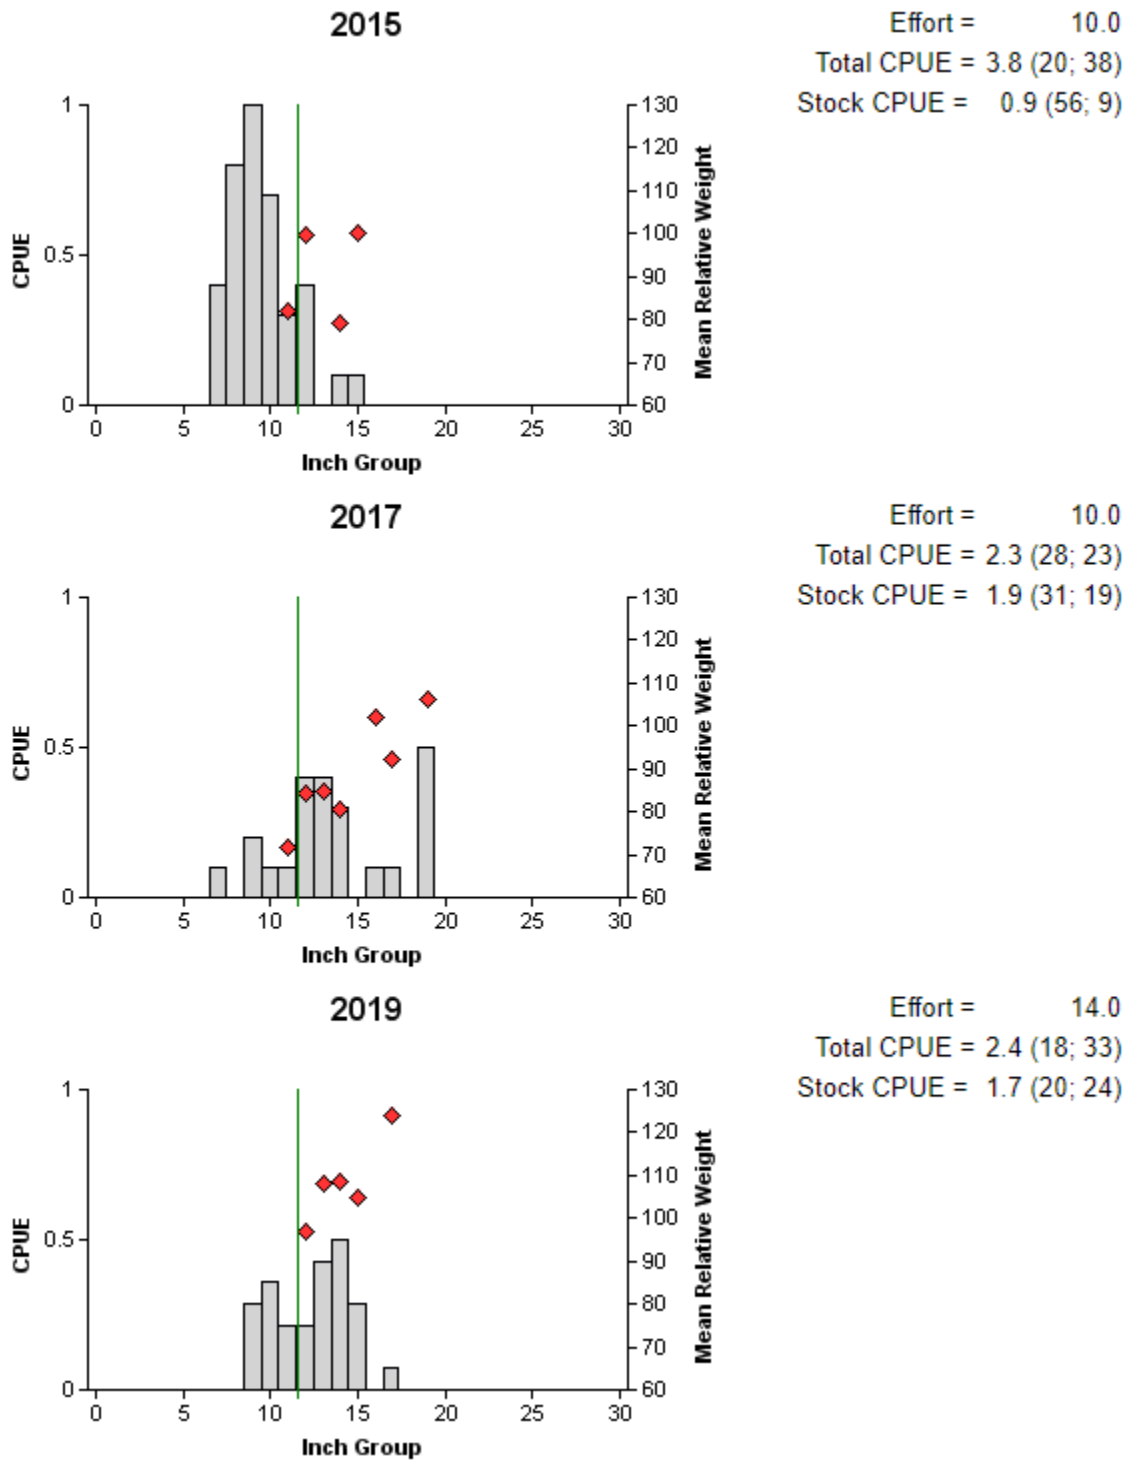 2015
Effort = 10.0
Total CPUE = 3.8 (20; 38)
Stock CPUE = 0.9 (56; 9)
1
0.5
0
CPUE
130
120
110
100
90
80
70
60
Mean Relative Weight
0 5 10 15 20 25 30
Inch Group
2017
Effort = 10.0
Total CPUE = 2.3 (28; 23)
Stock CPUE = 1.9 (31; 19)
1
0.5
0
CPUE
130
120
110
100
90
80
70
60
Mean Relative Weight
0 5 10 15 20 25 30
Inch Group
2019
Effort = 14.0
Total CPUE = 2.4 (18; 33)
Stock CPUE = 1.7 (20; 24)
1
0.5
0
CPUE
130
120
110
100
90
80
70
60
Mean Relative Weight
0 5 10 15 20 25 30
Inch Group